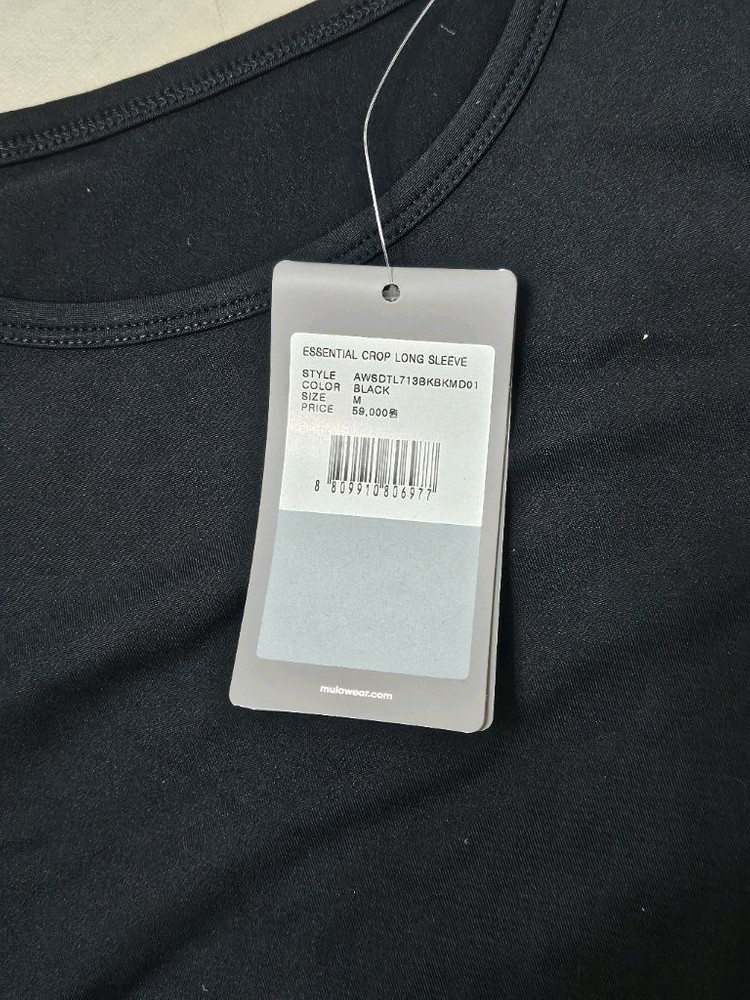 ESSENTIAL CROP LONG SLEEVE
STYLE AWSDTL713BKBKMD01
COLOR BLACK
SIZE M
PRICE 59,000원
8 809910 806977
mulawear.com